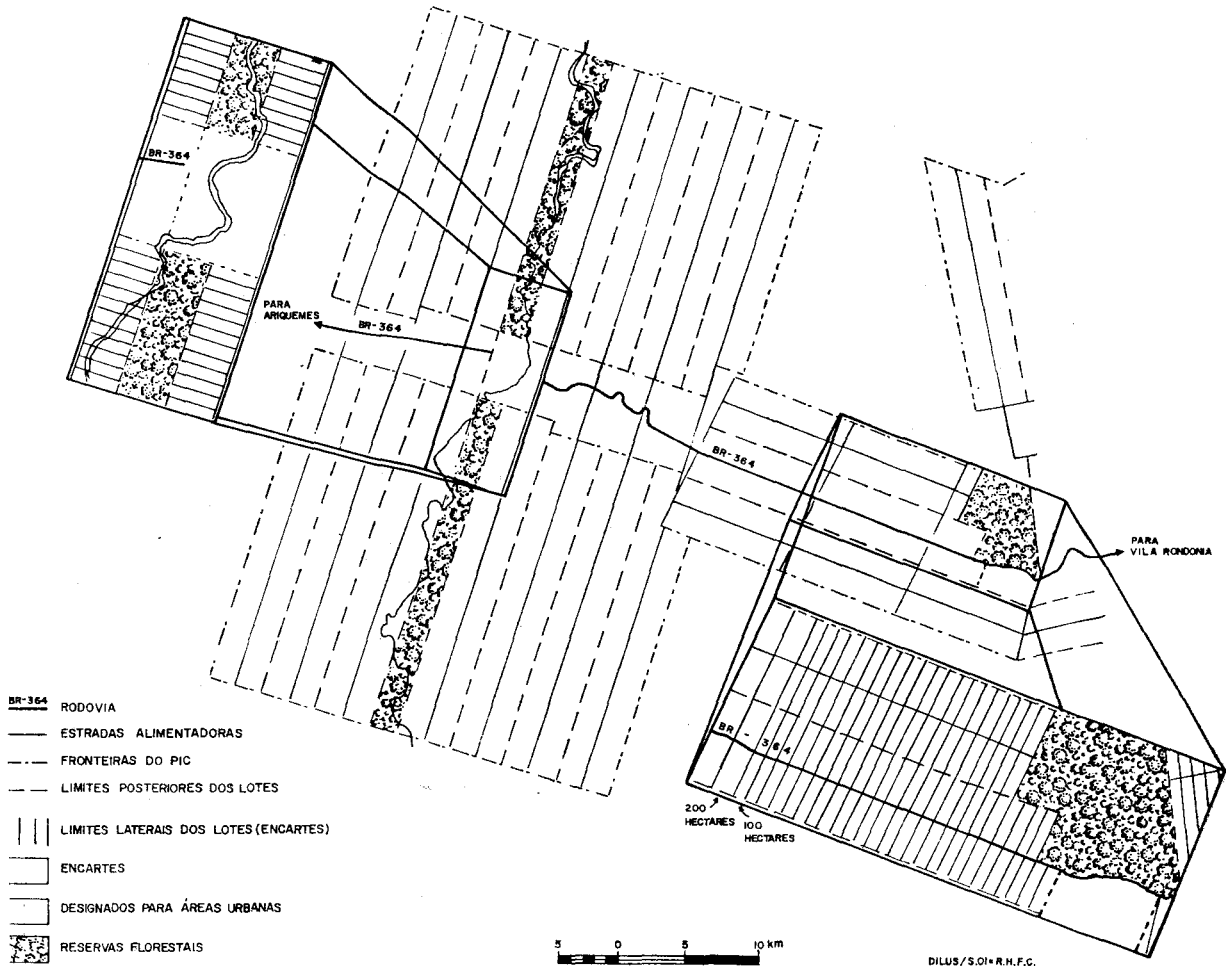 BR-364
PARA
ARIQUEMES
BR-364
BR-364
PARA
VILA RONDONIA
BR-364
200
HECTARES
100
HECTARES
BR-364 RODOVIA
ESTRADAS ALIMENTADORAS
FRONTEIRAS DO PIC
LIMITES POSTERIORES DOS LOTES
LIMITES LATERAIS DOS LOTES (ENCARTES)
ENCARTES
DESIGNADOS PARA ÁREAS URBANAS
RESERVAS FLORESTAIS
5 0 5 10 km
DILUS/S.OI=R.H.F.C.